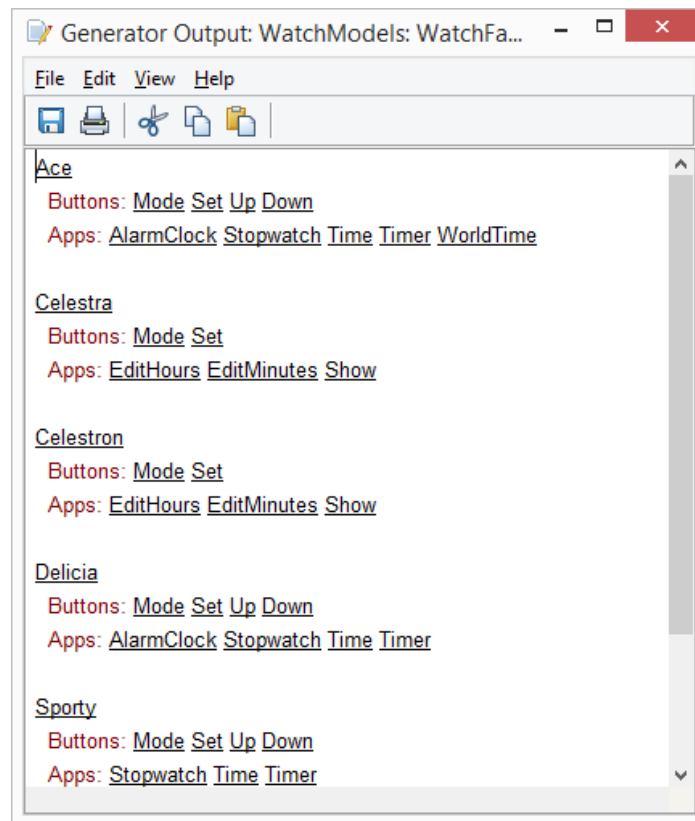 Generator Output: WatchModels: WatchFa...
File Edit View Help
Ace
Buttons: Mode Set Up Down
Apps: AlarmClock Stopwatch Time Timer WorldTime
Celestra
Buttons: Mode Set
Apps: EditHours EditMinutes Show
Celestron
Buttons: Mode Set
Apps: EditHours EditMinutes Show
Delicia
Buttons: Mode Set Up Down
Apps: AlarmClock Stopwatch Time Timer
Sporty
Buttons: Mode Set Up Down
Apps: Stopwatch Time Timer